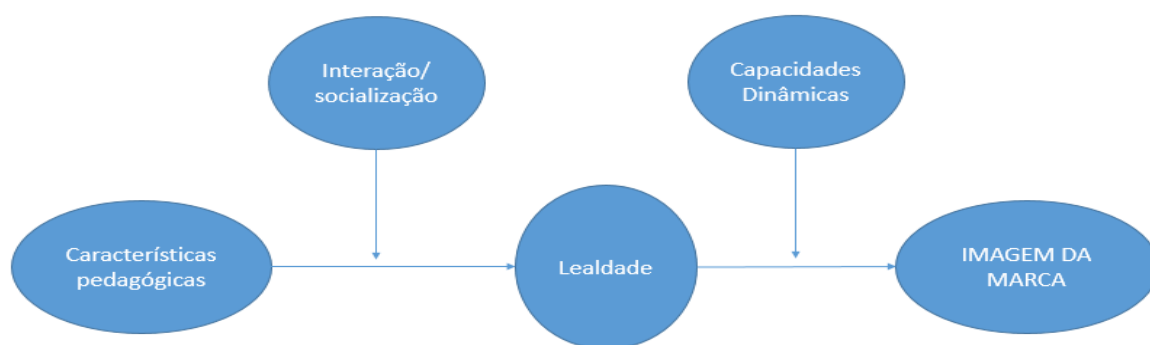 Interação/
socialização
Capacidades
Dinâmicas
Características
pedagógicas
Lealdade
IMAGEM DA
MARCA